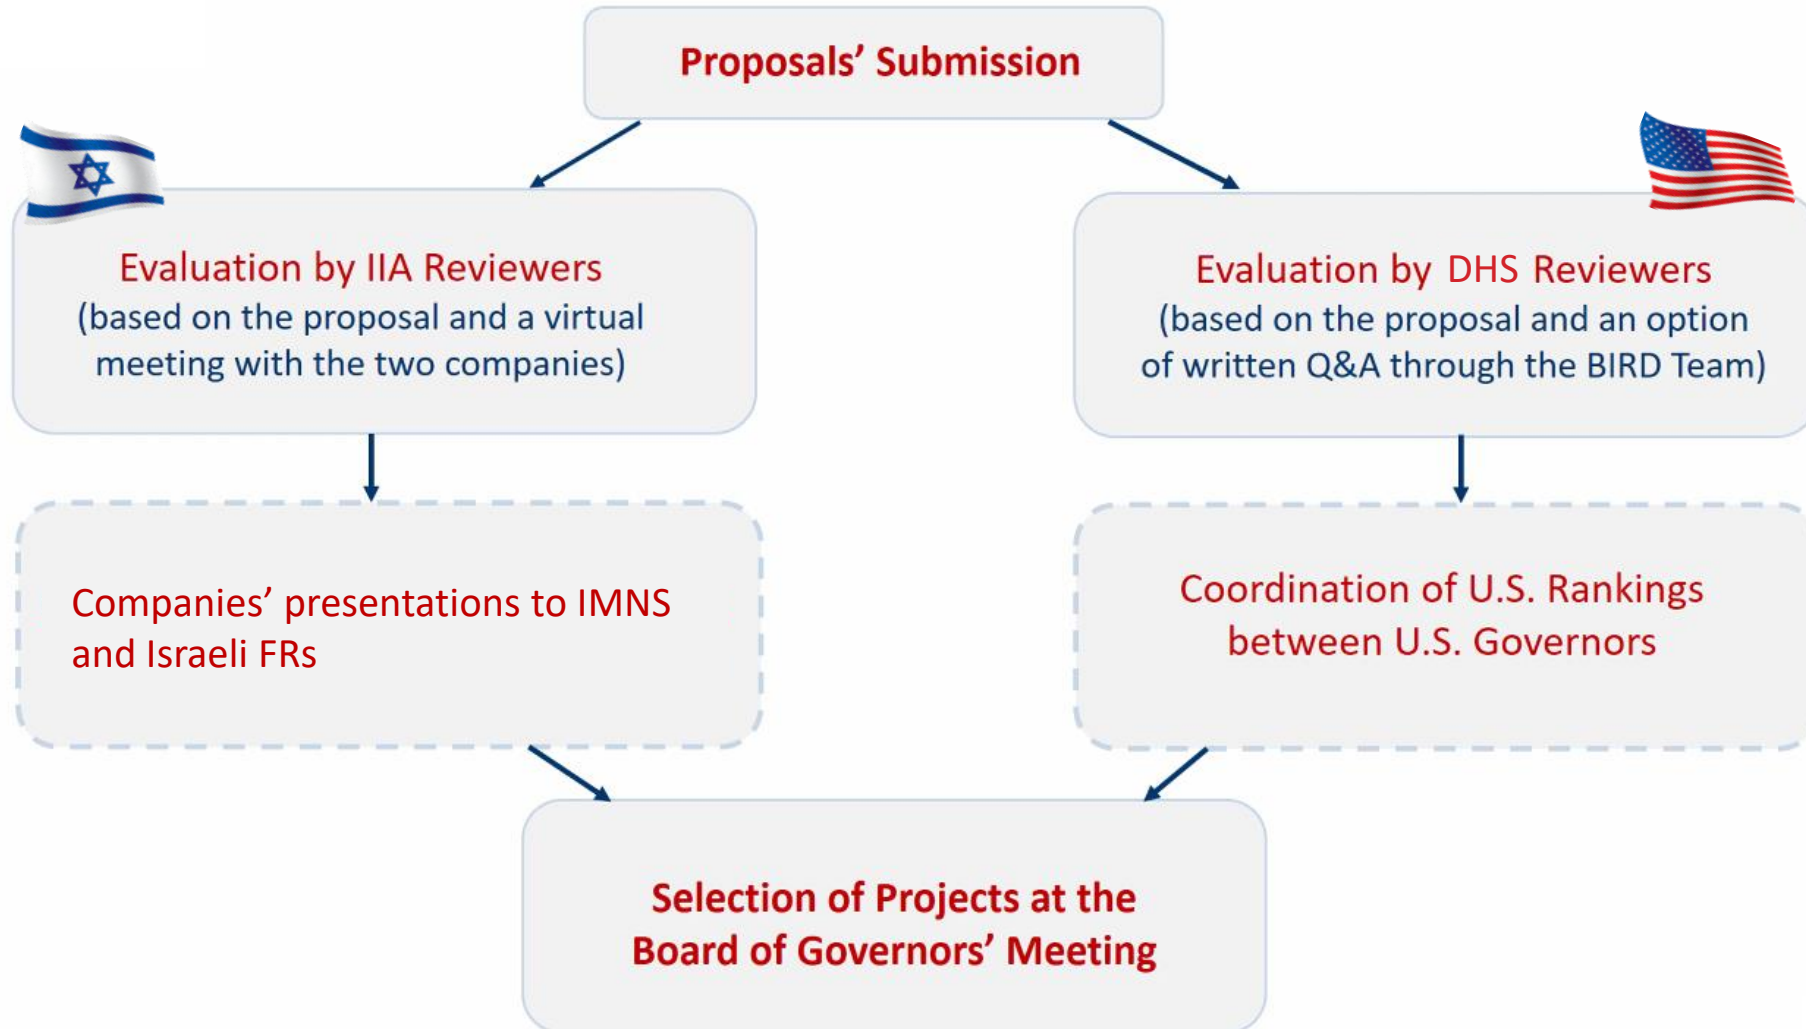 Proposals’ Submission
Evaluation by IIA Reviewers
(based on the proposal and a virtual
meeting with the two companies)
Evaluation by DHS Reviewers
(based on the proposal and an option
of written Q&A through the BIRD Team)
Companies’ presentations to IMNS
and Israeli FRs
Coordination of U.S. Rankings
between U.S. Governors
Selection of Projects at the
Board of Governors’ Meeting